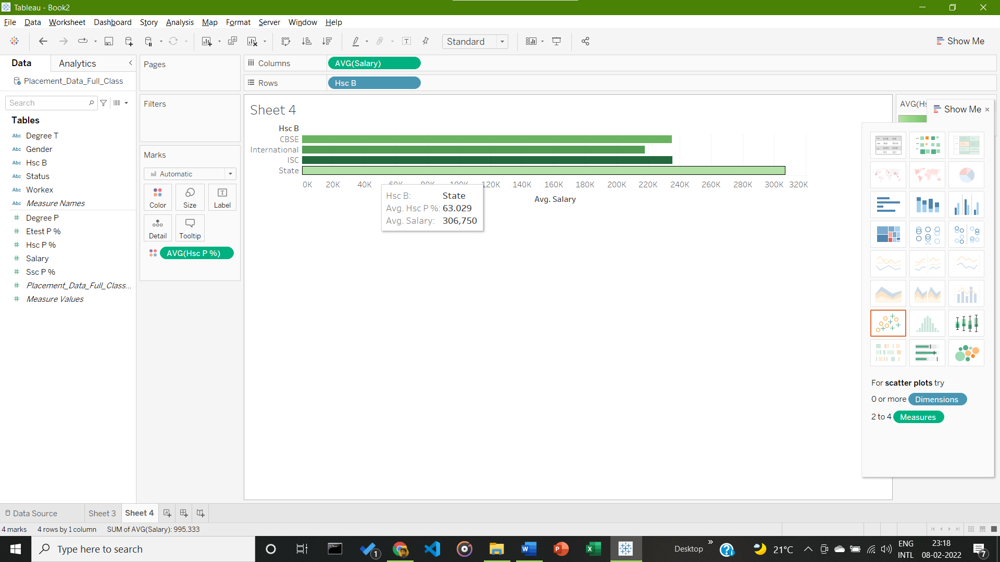 Tableau - Book2
File Data Worksheet Dashboard Story Analysis Map Format Server Window Help
Standard
Show Me
Data Analytics
Placement_Data_Full_Class
Search
Tables
Abc Degree T
Abc Gender
Abc Hsc B
Abc Status
Abc Workex
Abc Measure Names
Degree P
Etest P %
Hsc P %
Salary
Ssc P %
Placement_Data_Full_Class...
Measure Values
Pages
Filters
Marks
Automatic
Color Size Label
Detail Tooltip
AVG(Hsc P %)
Columns AVG(Salary)
Rows Hsc B
Sheet 4
Hsc B
CBSE
International
ISC
State
0K 20K 40K 60K 80K 100K 120K 140K 160K 180K 200K 220K 240K 260K 280K 300K 320K
Avg. Salary
Hsc B: State
Avg. Hsc P %: 63.029
Avg. Salary: 306,750
AVG(Hs
Show Me
For scatter plots try
0 or more Dimensions
2 to 4 Measures
Data Source Sheet 3 Sheet 4
4 marks 4 rows by 1 column SUM of AVG(Salary): 995,333
Type here to search
1
Desktop
21°C
ENG
INTL
23:18
08-02-2022
7